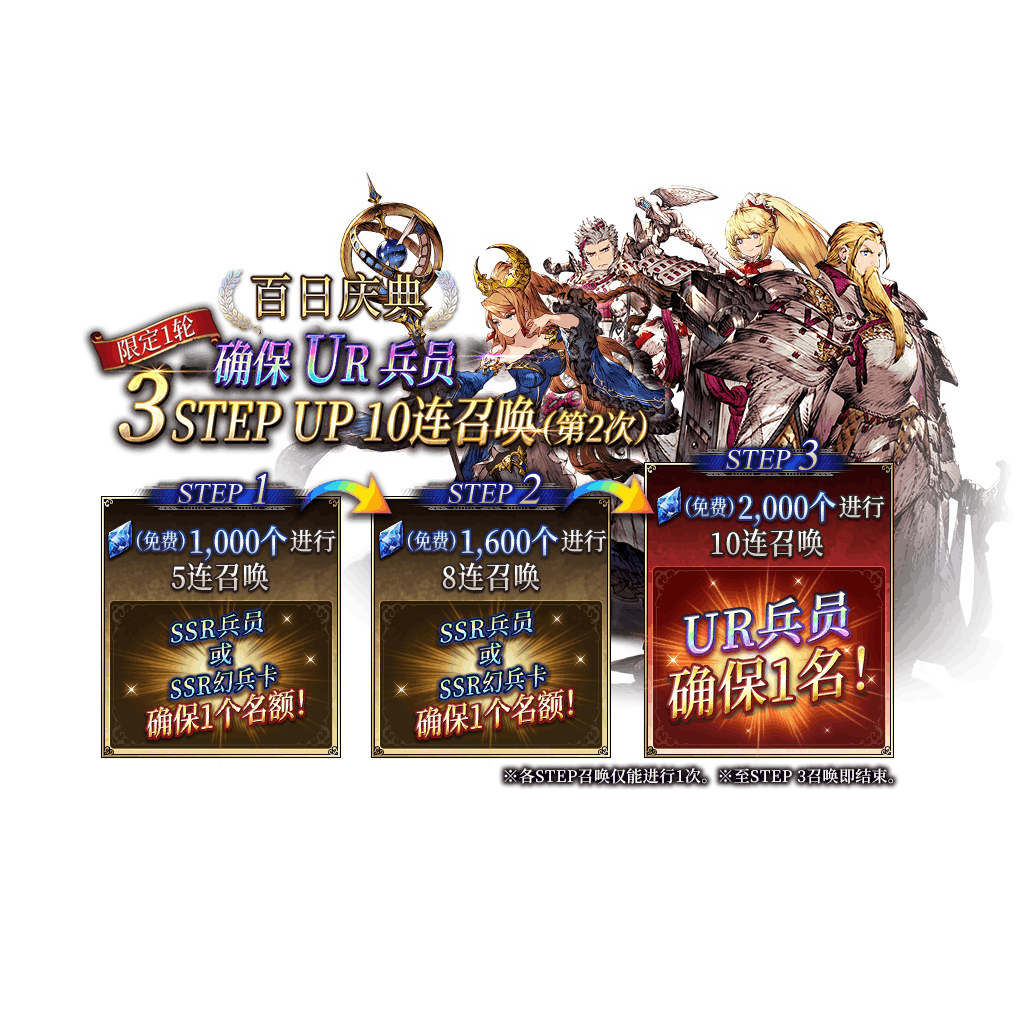 百日庆典
限定1轮
确保 UR 兵员
3 STEP UP 10连召唤(第2次)
STEP 1
(免费)1,000个进行
5连召唤
SSR兵员
或
SSR幻兵卡
确保1个名额!
STEP 2
(免费)1,600个进行
8连召唤
SSR兵员
或
SSR幻兵卡
确保1个名额!
STEP 3
(免费)2,000个进行
10连召唤
UR兵员
确保1名!
※各STEP召唤仅能进行1次。※至STEP 3召唤即结束。